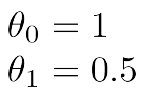 θ₀ = 1
θ₁ = 0.5